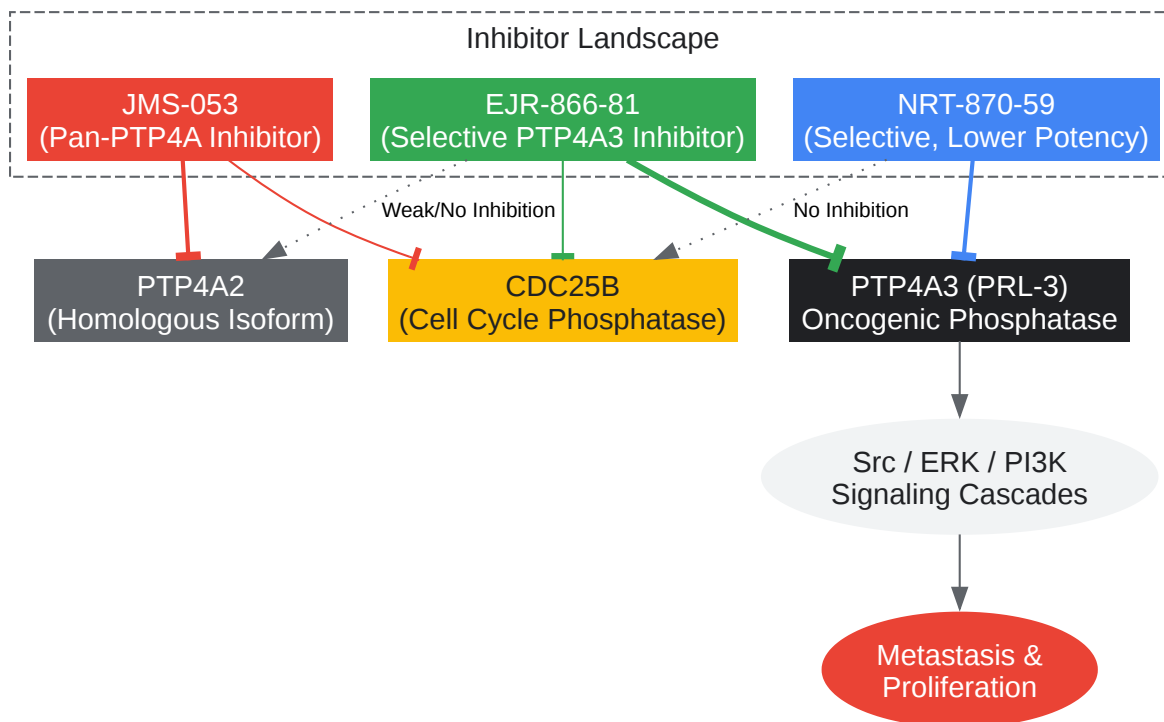 Inhibitor Landscape
JMS-053
(Pan-PTP4A Inhibitor)
EJR-866-81
(Selective PTP4A3 Inhibitor)
NRT-870-59
(Selective, Lower Potency)
Weak/No Inhibition
No Inhibition
PTP4A2
(Homologous Isoform)
CDC25B
(Cell Cycle Phosphatase)
PTP4A3 (PRL-3)
Oncogenic Phosphatase
Src / ERK / PI3K
Signaling Cascades
Metastasis &
Proliferation